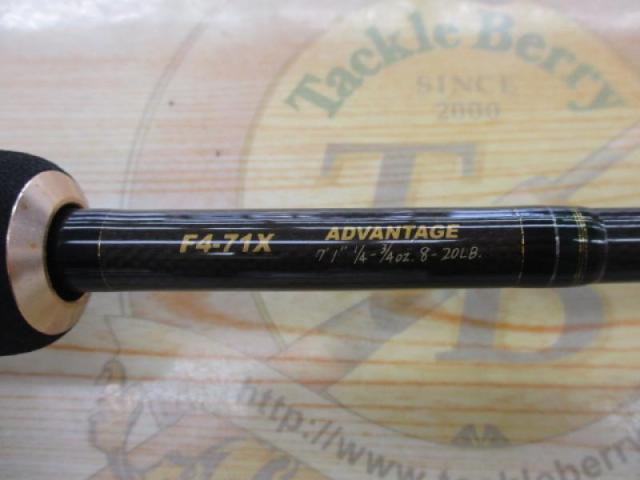 Tackle Berry
SINCE
2000
TB
F4-71X
ADVANTAGE
7'1" 1/4-3/4oz. 8-20LB.
http://www.tackleberry